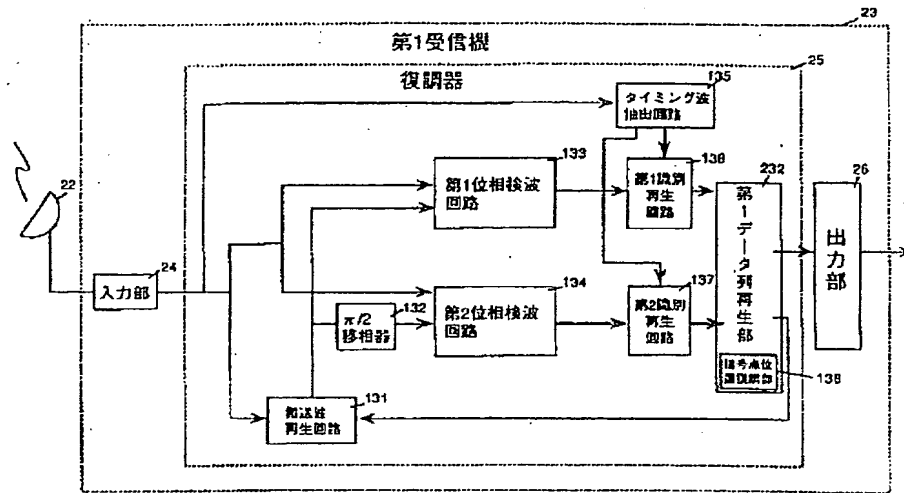 23
第1受信機
25
復調器
135
タイミング波
抽出回路
22
133
第1位相検波
回路
138
第1識別
再生
回路
232
第1データ列再生部
26
出力部
24
入力部
132
π/2
移相器
134
第2位相検波
回路
137
第2識別
再生
回路
131
搬送波
再生回路
138